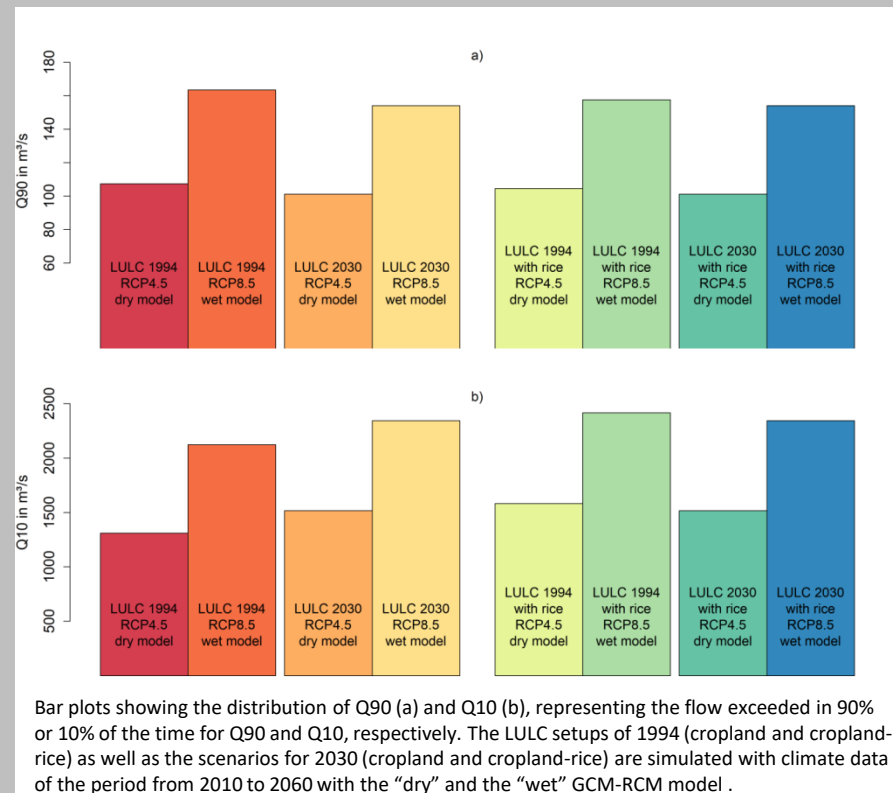 a)
Q90 in m³/s
180
140
100
80
60
LULC 1994
RCP4.5
dry model
LULC 1994
RCP8.5
wet model
LULC 2030
RCP4.5
dry model
LULC 2030
RCP8.5
wet model
LULC 1994
with rice
RCP4.5
dry model
LULC 1994
with rice
RCP8.5
wet model
LULC 2030
with rice
RCP4.5
dry model
LULC 2030
with rice
RCP8.5
wet model
b)
Q10 in m³/s
2500
2000
1500
1000
500
LULC 1994
RCP4.5
dry model
LULC 1994
RCP8.5
wet model
LULC 2030
RCP4.5
dry model
LULC 2030
RCP8.5
wet model
LULC 1994
with rice
RCP4.5
dry model
LULC 1994
with rice
RCP8.5
wet model
LULC 2030
with rice
RCP4.5
dry model
LULC 2030
with rice
RCP8.5
wet model
Bar plots showing the distribution of Q90 (a) and Q10 (b), representing the flow exceeded in 90%
or 10% of the time for Q90 and Q10, respectively. The LULC setups of 1994 (cropland and cropland-
rice) as well as the scenarios for 2030 (cropland and cropland-rice) are simulated with climate data
of the period from 2010 to 2060 with the “dry” and the “wet” GCM-RCM model .